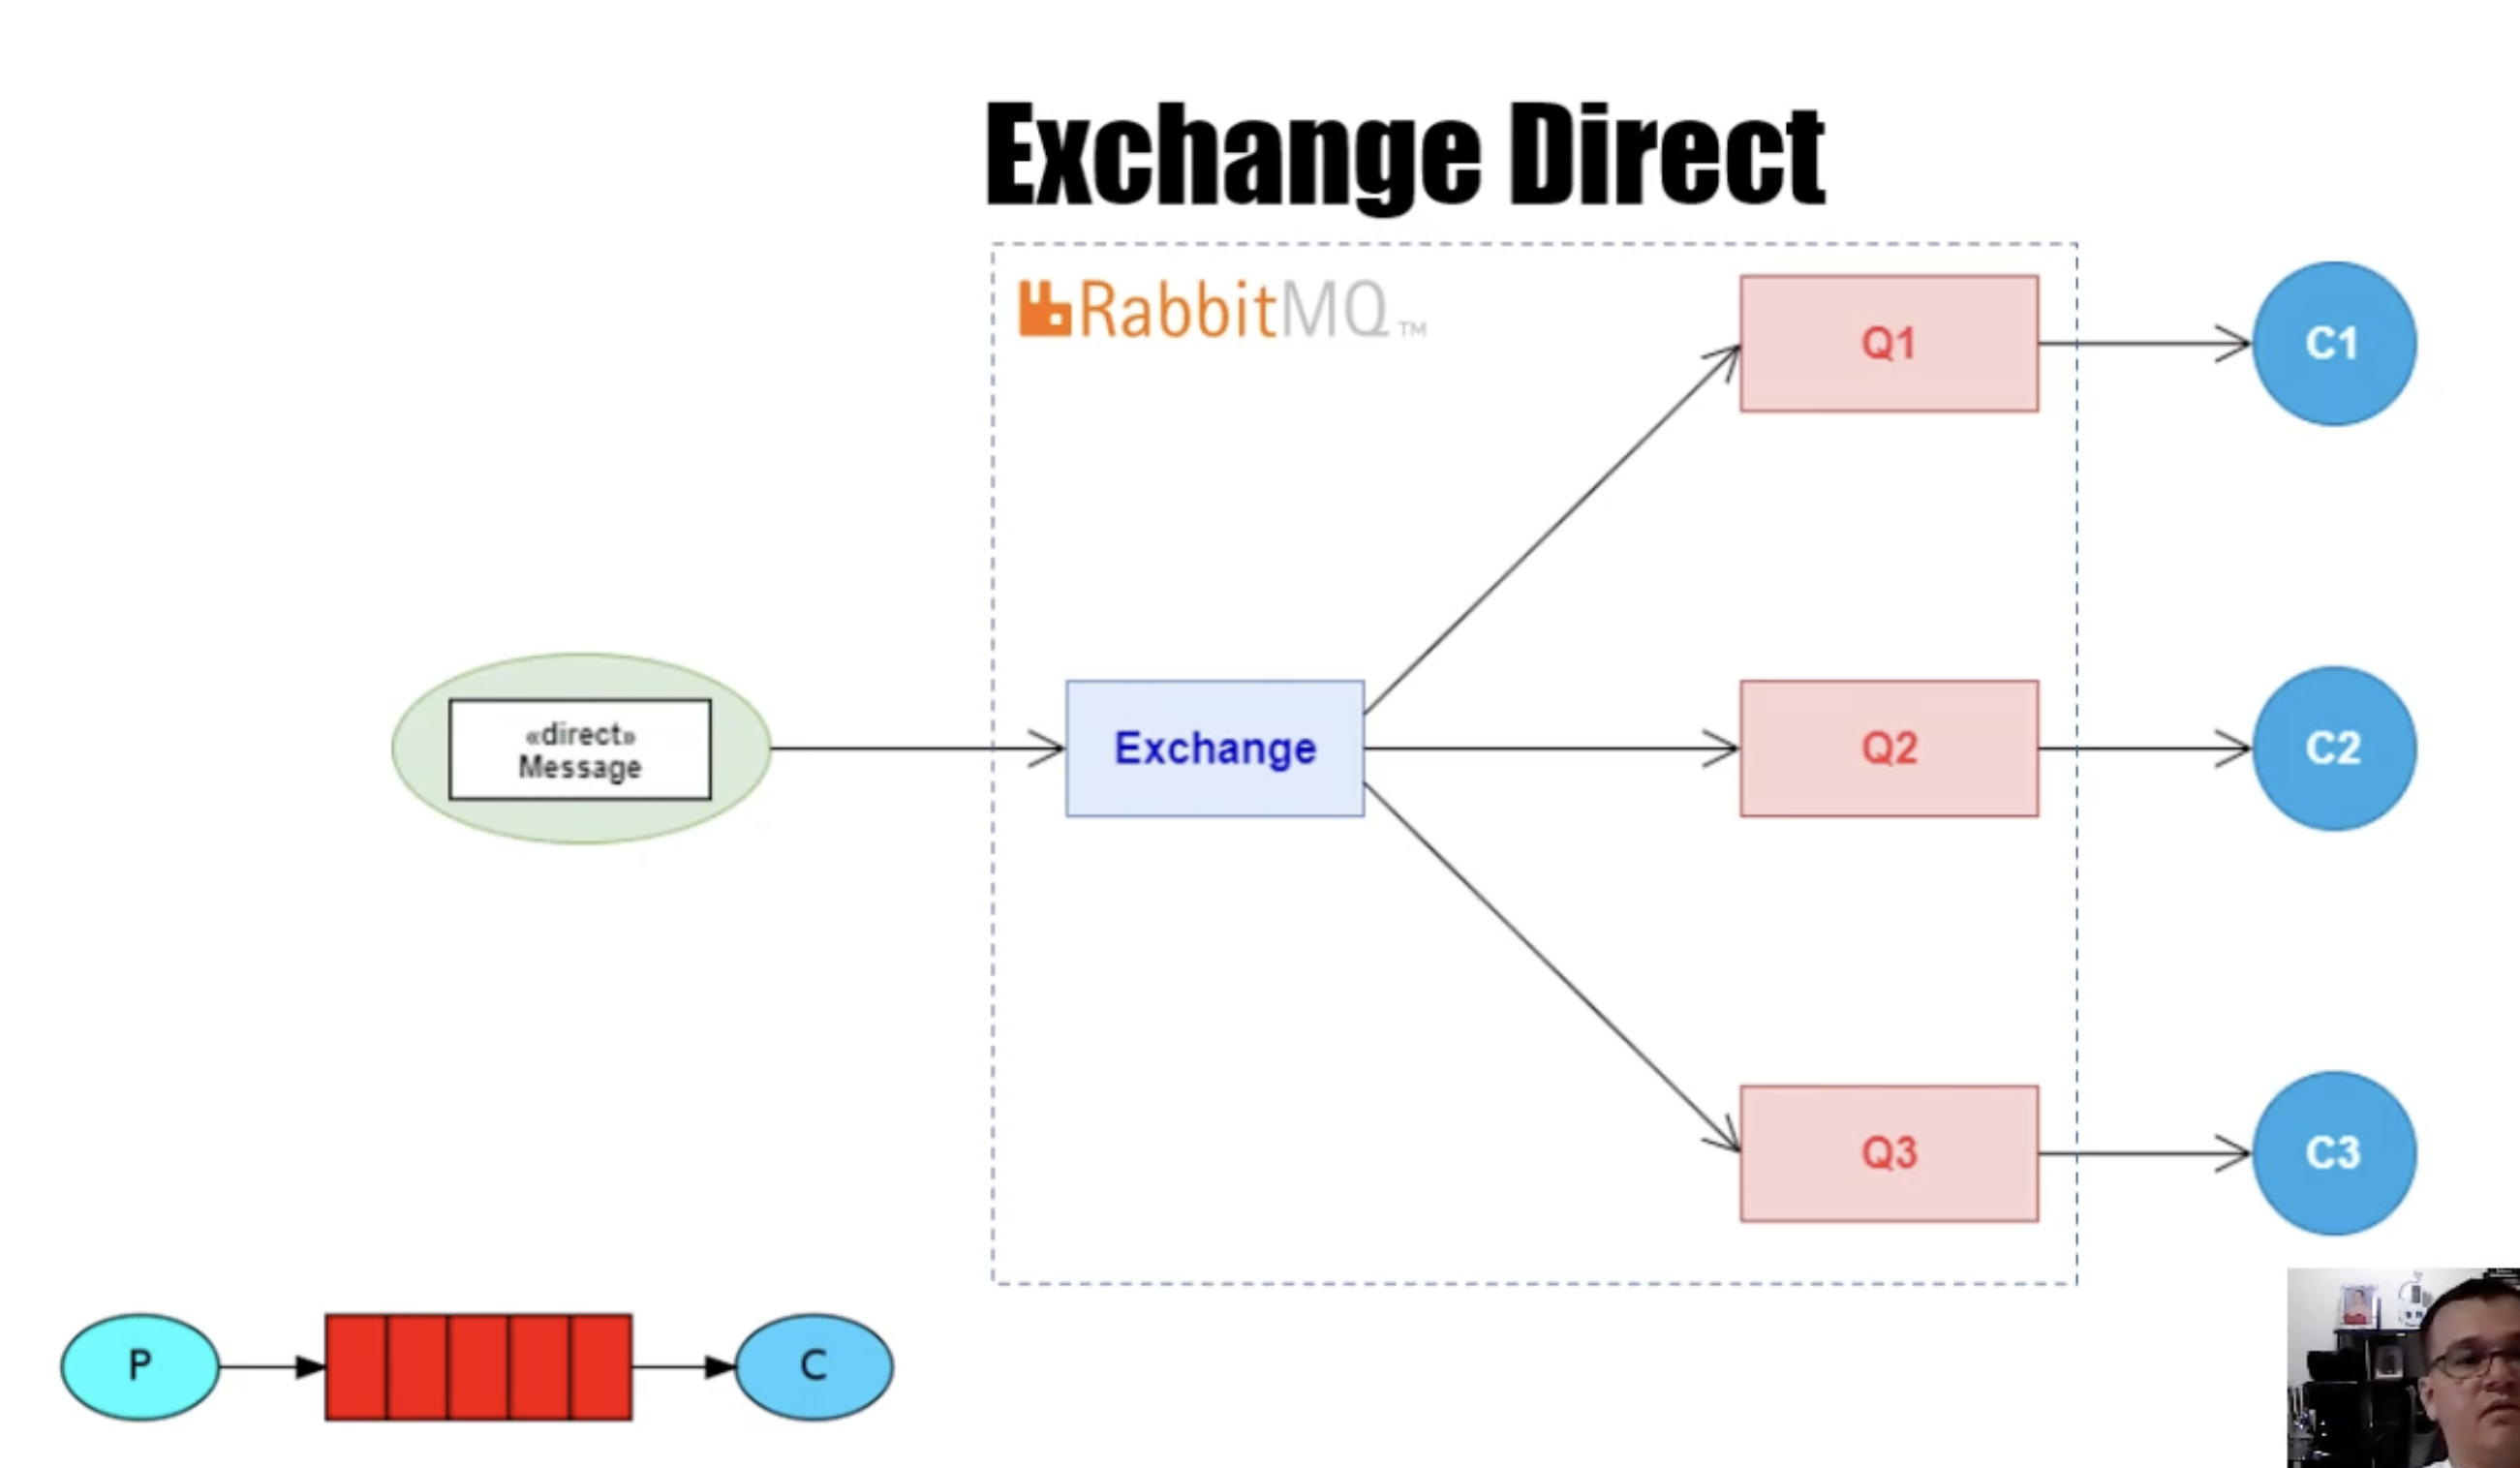 Exchange Direct
RabbitMQ™
Q1
C1
«direct»
Message
Exchange
Q2
C2
Q3
C3
P
C